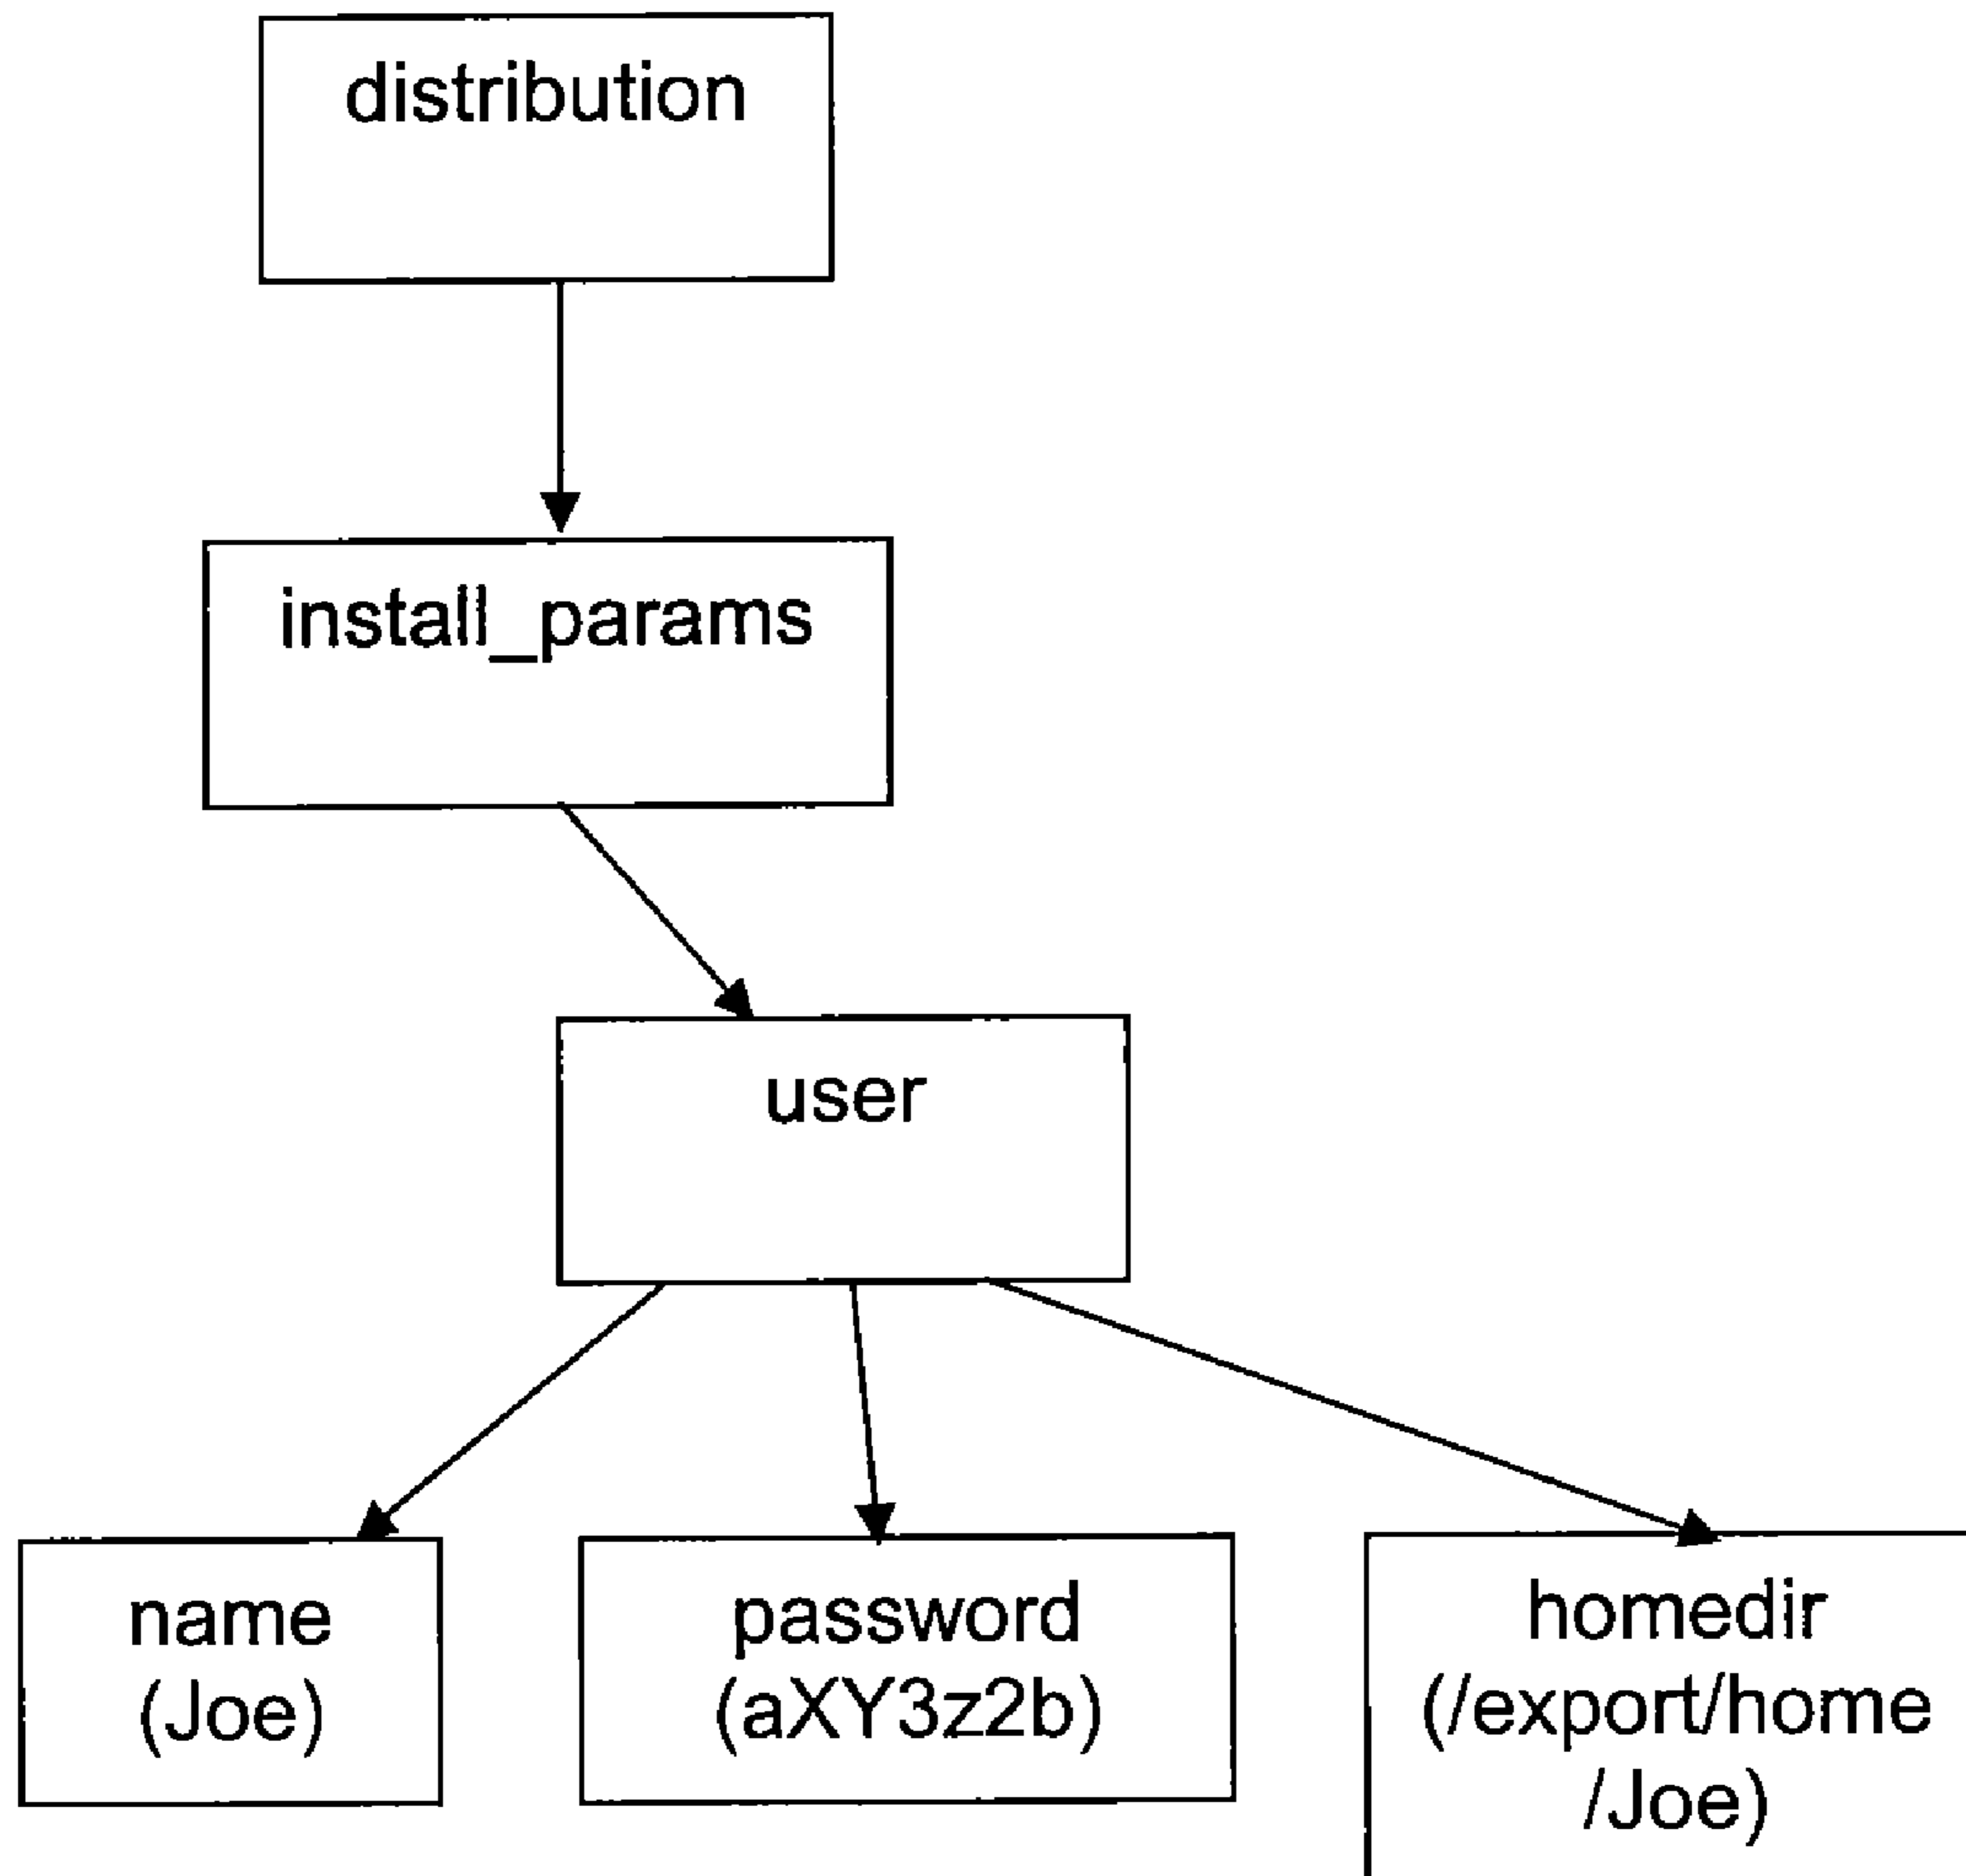 distribution
install_params
user
name
(Joe)
password
(aXY3z2b)
homedir
(/export/home
/Joe)